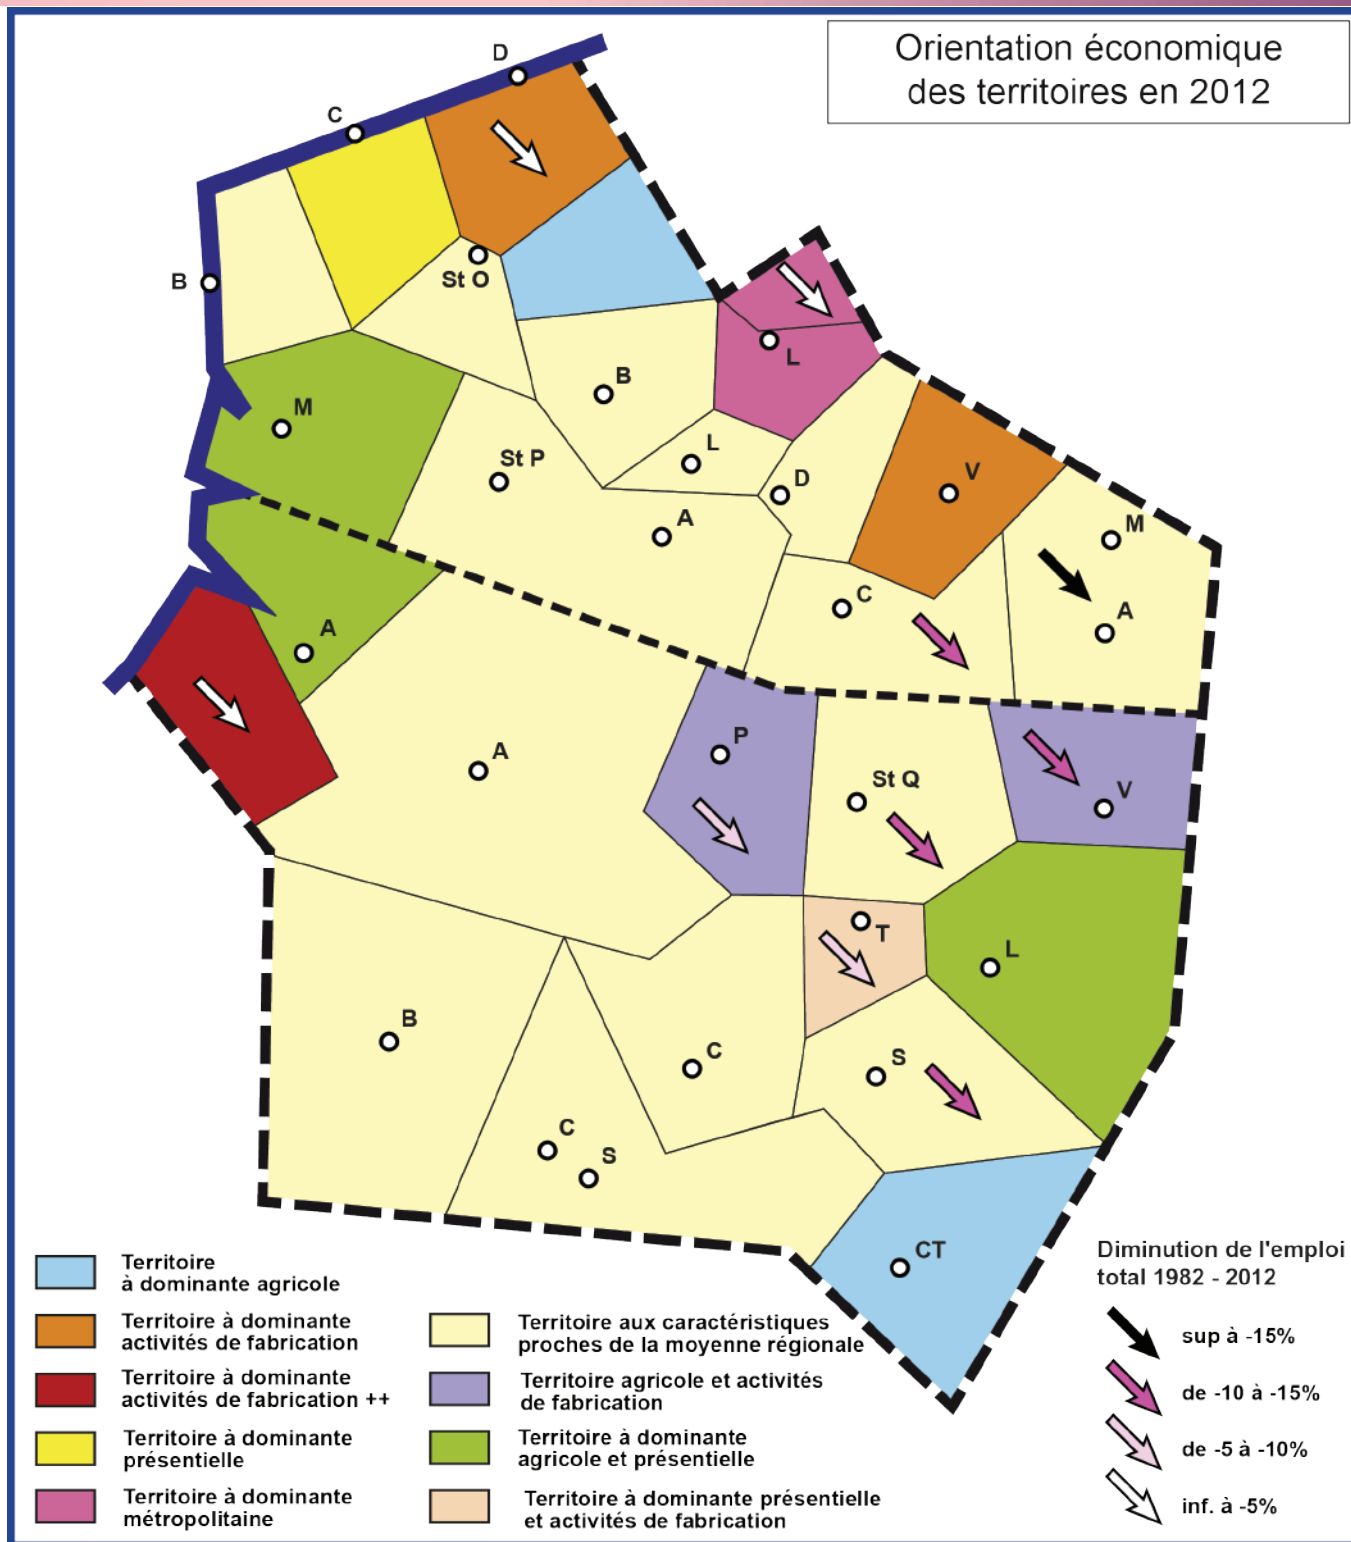 Orientation économique
des territoires en 2012
D
C
B
St O
L
B
M
L
St P
D
V
A
M
C
A
A
A
P
St Q
V
T
L
B
C
S
C
S
CT
Territoire
à dominante agricole
Territoire à dominante
activités de fabrication
Territoire à dominante
activités de fabrication ++
Territoire à dominante
présentielle
Territoire à dominante
métropolitaine
Territoire aux caractéristiques
proches de la moyenne régionale
Territoire agricole et activités
de fabrication
Territoire à dominante
agricole et présentielle
Territoire à dominante présentielle
et activités de fabrication
Diminution de l'emploi
total 1982 - 2012
sup à -15%
de -10 à -15%
de -5 à -10%
inf. à -5%